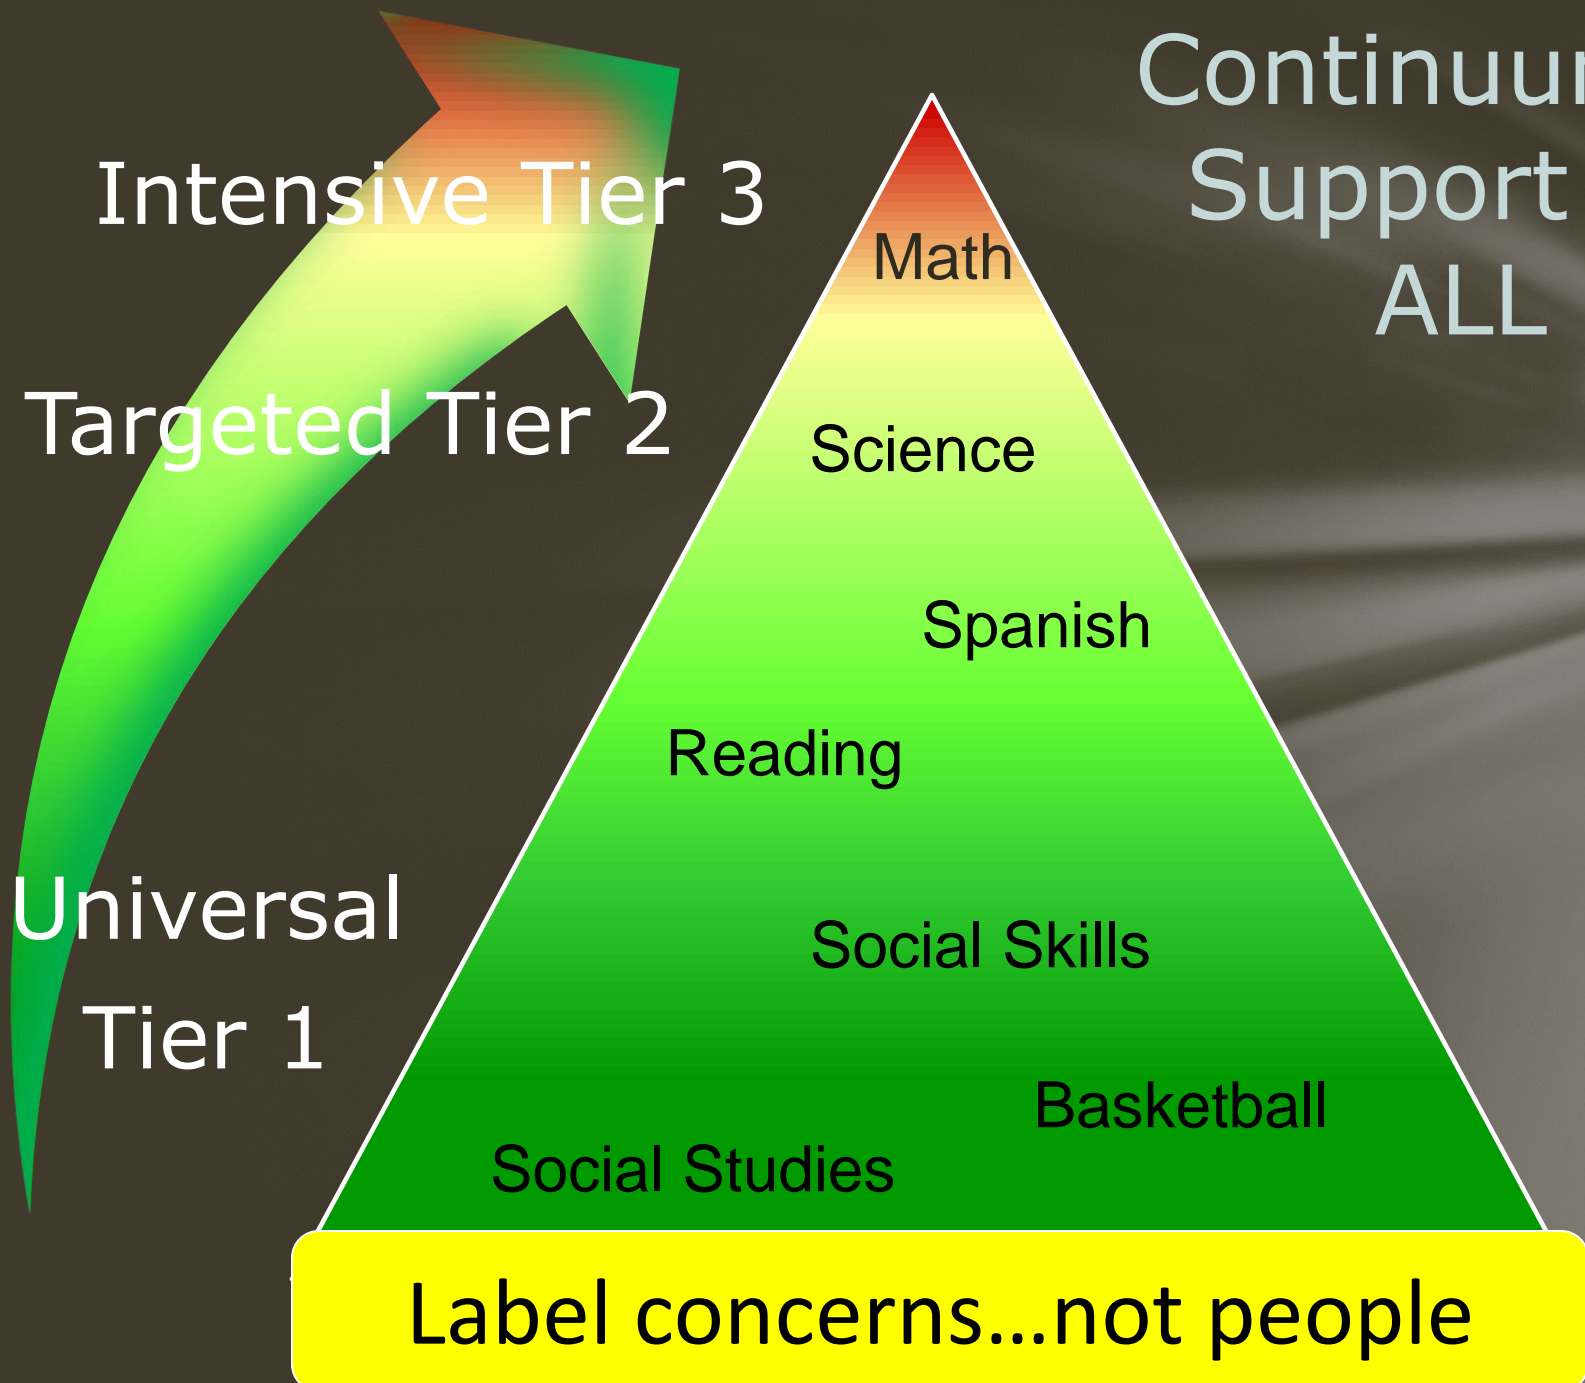 Support
ALL
Intensive Tier 3
Math
Targeted Tier 2
Science
Spanish
Reading
Universal
Tier 1
Social Skills
Basketball
Social Studies
Label concerns...not people